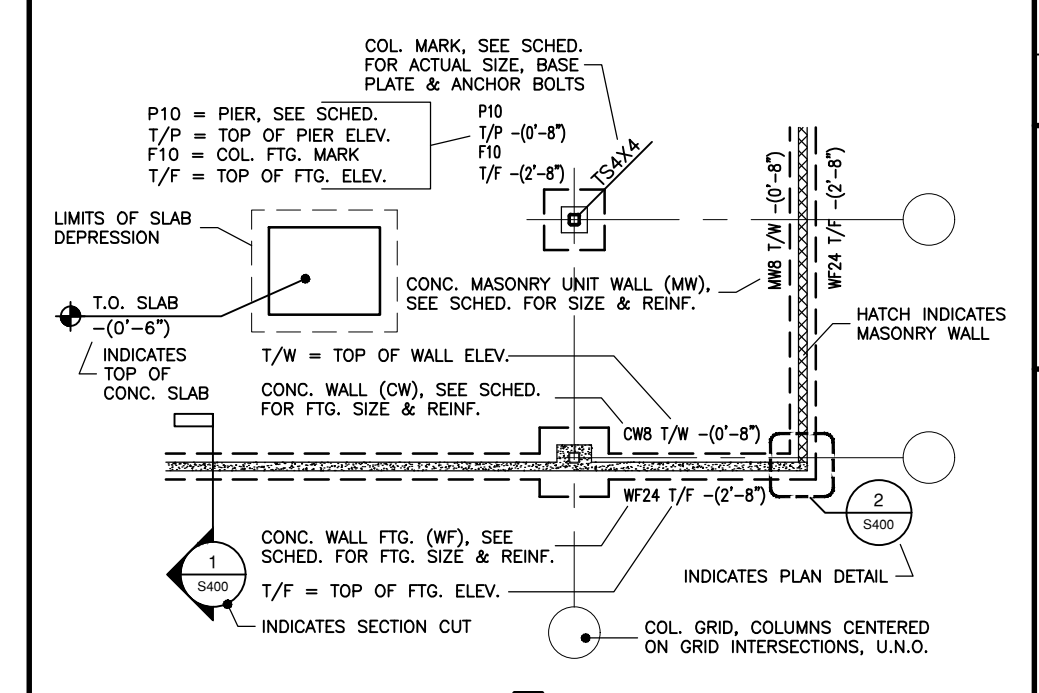 COL. MARK, SEE SCHED.
FOR ACTUAL SIZE, BASE
PLATE & ANCHOR BOLTS
P10 = PIER, SEE SCHED.
T/P = TOP OF PIER ELEV.
F10 = COL. FTG. MARK
T/F = TOP OF FTG. ELEV.
P10
T/P -(0'-8")
F10
T/F -(2'-8")
TS4X4
LIMITS OF SLAB
DEPRESSION
T.O. SLAB
-(0'-6")
INDICATES
TOP OF
CONC. SLAB
CONC. MASONRY UNIT WALL (MW),
SEE SCHED. FOR SIZE & REINF.
MW8 T/W -(0'-8")
WF24 T/F -(2'-8")
HATCH INDICATES
MASONRY WALL
T/W = TOP OF WALL ELEV.
CONC. WALL (CW), SEE SCHED.
FOR FTG. SIZE & REINF.
CW8 T/W -(0'-8")
WF24 T/F -(2'-8")
2
S400
INDICATES PLAN DETAIL
CONC. WALL FTG. (WF), SEE
SCHED. FOR FTG. SIZE & REINF.
T/F = TOP OF FTG. ELEV.
1
S400
INDICATES SECTION CUT
COL. GRID, COLUMNS CENTERED
ON GRID INTERSECTIONS, U.N.O.